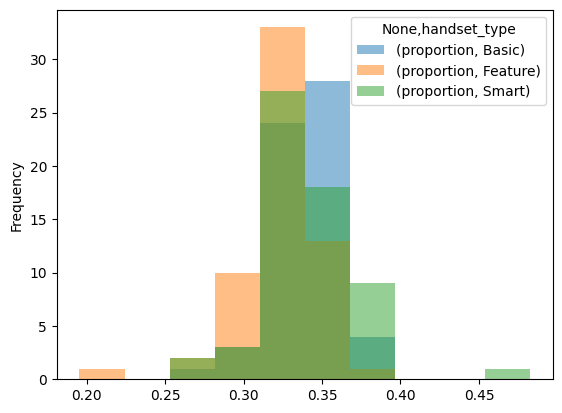 None,handset_type
(proportion, Basic)
(proportion, Feature)
(proportion, Smart)
Frequency
30
25
20
15
10
5
0
0.20 0.25 0.30 0.35 0.40 0.45